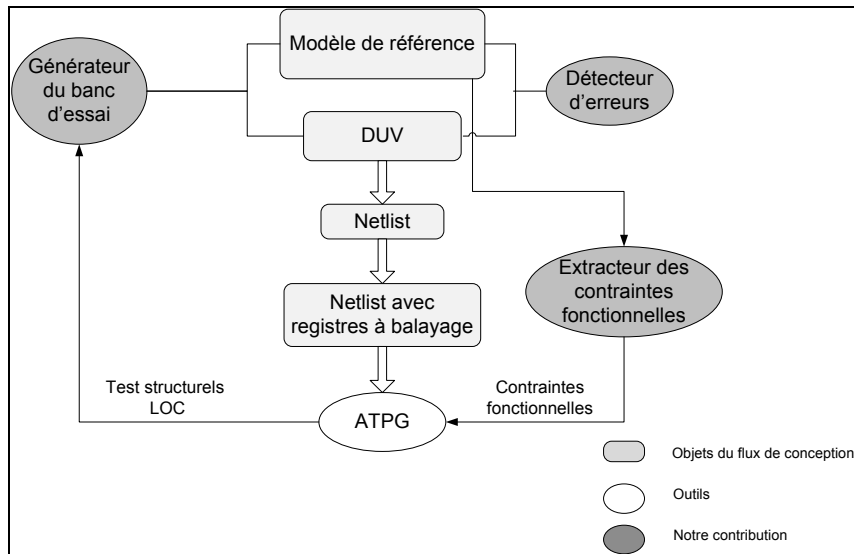 Modèle de référence
Générateur
du banc
d'essai
Détecteur
d'erreurs
DUV
Netlist
Extracteur des
contraintes
fonctionnelles
Netlist avec
registres à balayage
Test structurels
LOC
Contraintes
fonctionnelles
ATPG
Objets du flux de conception
Outils
Notre contribution